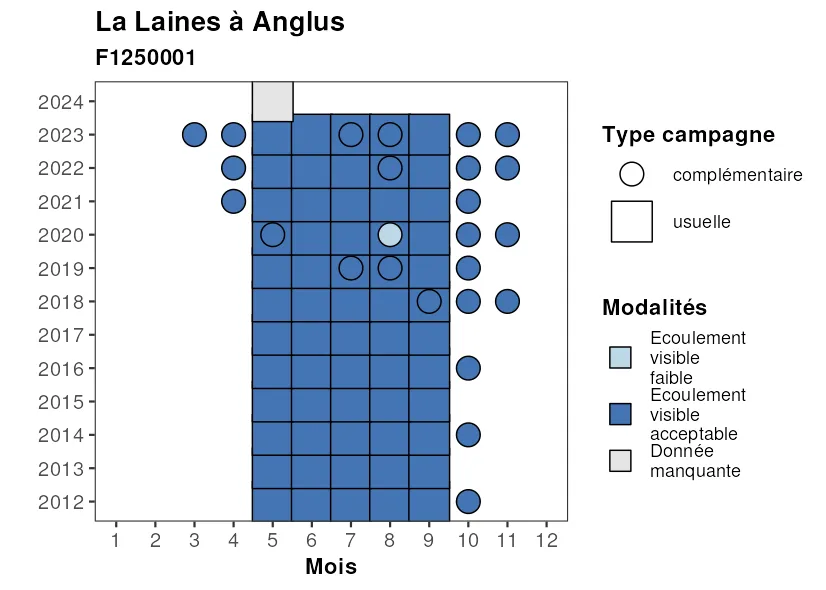 La Laines à Anglus
F1250001
2024
2023
2022
2021
2020
2019
2018
2017
2016
2015
2014
2013
2012
1 2 3 4 5 6 7 8 9 10 11 12
Mois
Type campagne
complémentaire
usuelle
Modalités
Ecoulement
visible
faible
Ecoulement
visible
acceptable
Donnée
manquante